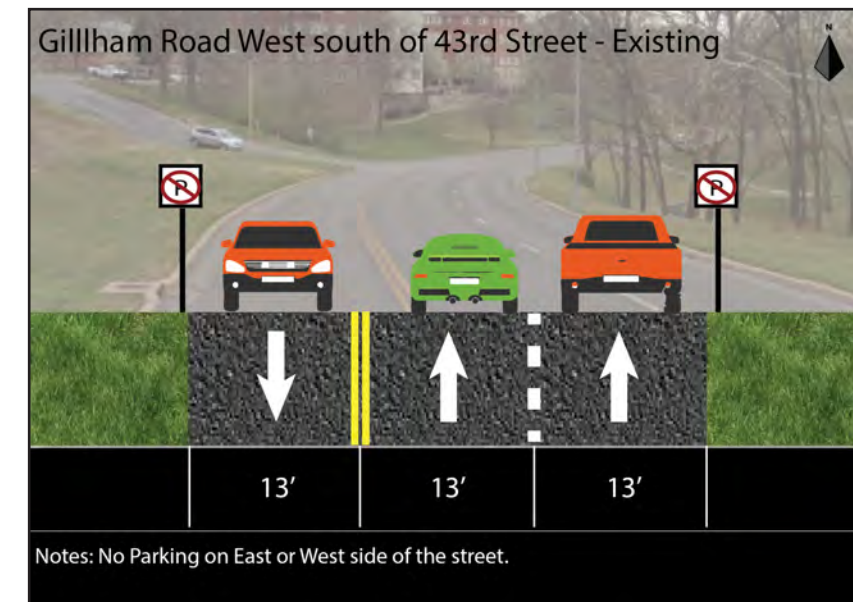 Gilllham Road West south of 43rd Street - Existing
N
P P
13′ 13′ 13′
Notes: No Parking on East or West side of the street.